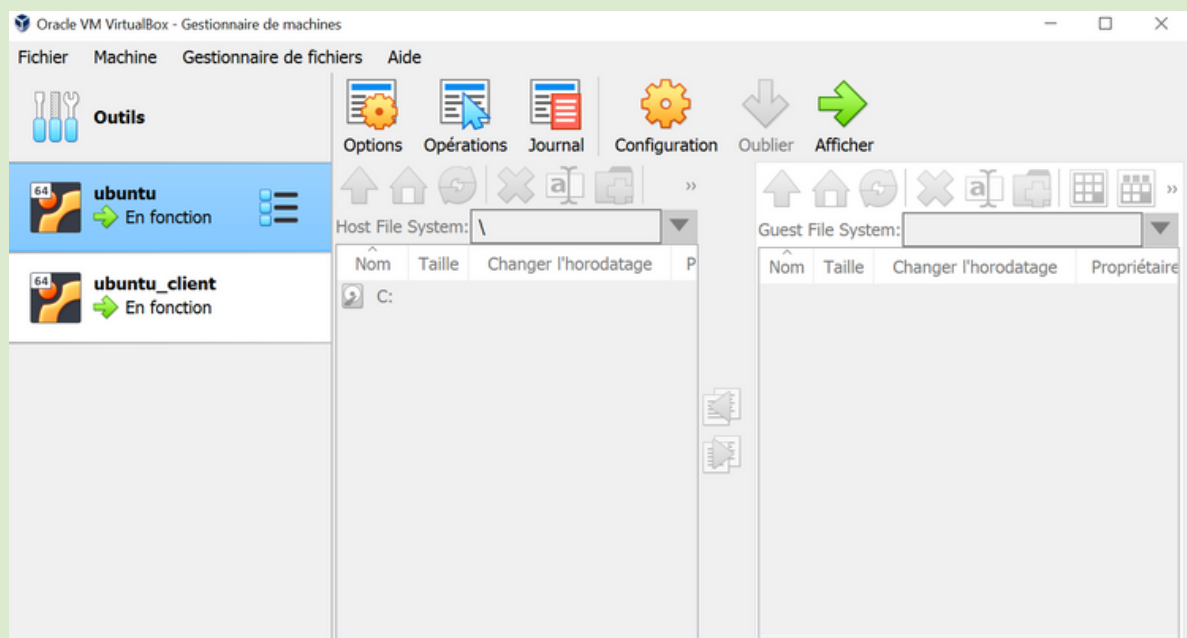 Oracle VM VirtualBox - Gestionnaire de machines
Fichier Machine Gestionnaire de fichiers Aide
Outils
Options Opérations Journal Configuration Oublier Afficher
64 ubuntu
En fonction
64 ubuntu_client
En fonction
Host File System: \
Nom Taille Changer l'horodatage P
C:
Guest File System:
Nom Taille Changer l'horodatage Propriétaire